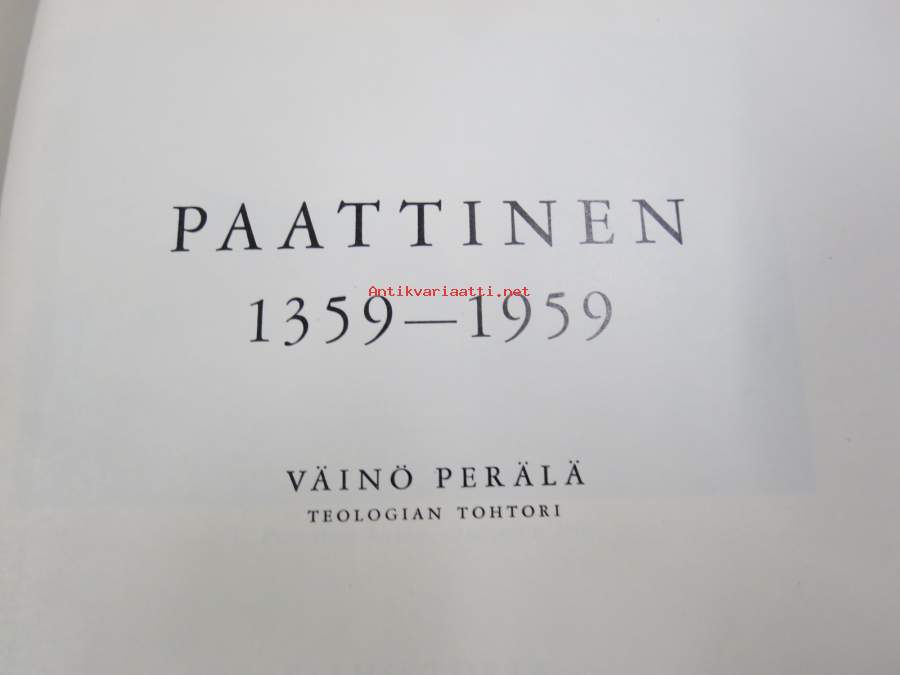 PAATTINEN
Antikvariaatti.net
1359—1959
VÄINÖ PERÄLÄ
TEOLOGIAN TOHTORI